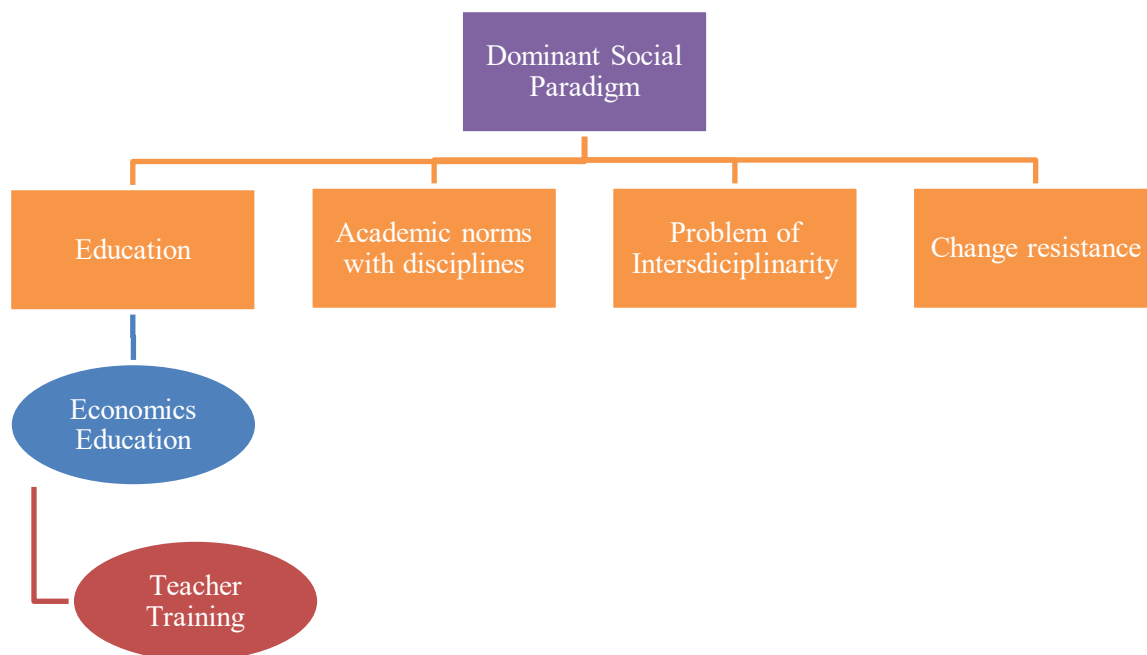 Dominant Social
Paradigm
Education
Academic norms
with disciplines
Problem of
Intersdiciplinarity
Change resistance
Economics
Education
Teacher
Training